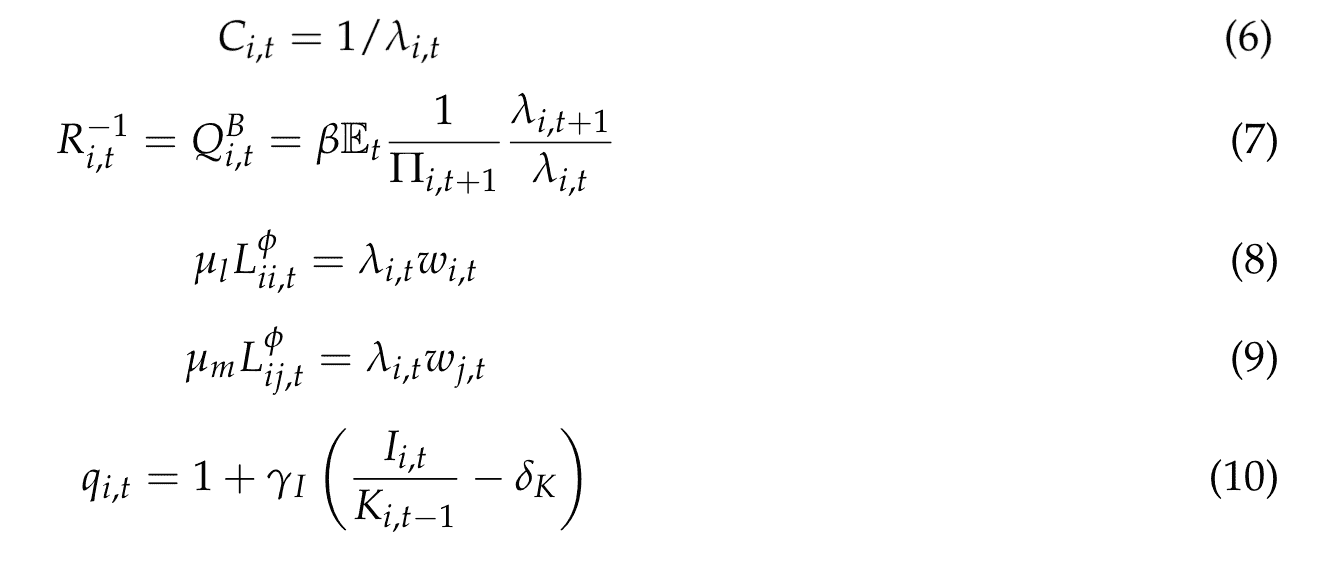 $C_{i,t} = 1/\lambda_{i,t}$ (6)
$R_{i,t}^{-1} = Q_{i,t}^{B} = \beta \mathbb{E}_t \frac{1}{\Pi_{i,t+1}} \frac{\lambda_{i,t+1}}{\lambda_{i,t}}$ (7)
$\mu_l L_{ii,t}^{\phi} = \lambda_{i,t} w_{i,t}$ (8)
$\mu_m L_{ij,t}^{\phi} = \lambda_{i,t} w_{j,t}$ (9)
$q_{i,t} = 1 + \gamma_I \left( \frac{I_{i,t}}{K_{i,t-1}} - \delta_K \right)$ (10)